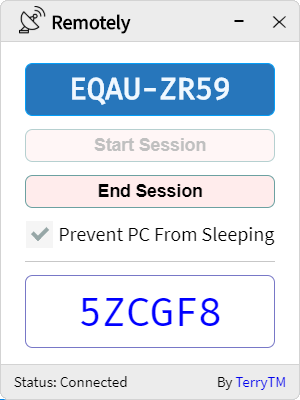 Remotely
EQAU-ZR59
Start Session
End Session
Prevent PC From Sleeping
5ZCGF8
Status: Connected
By TerryTM